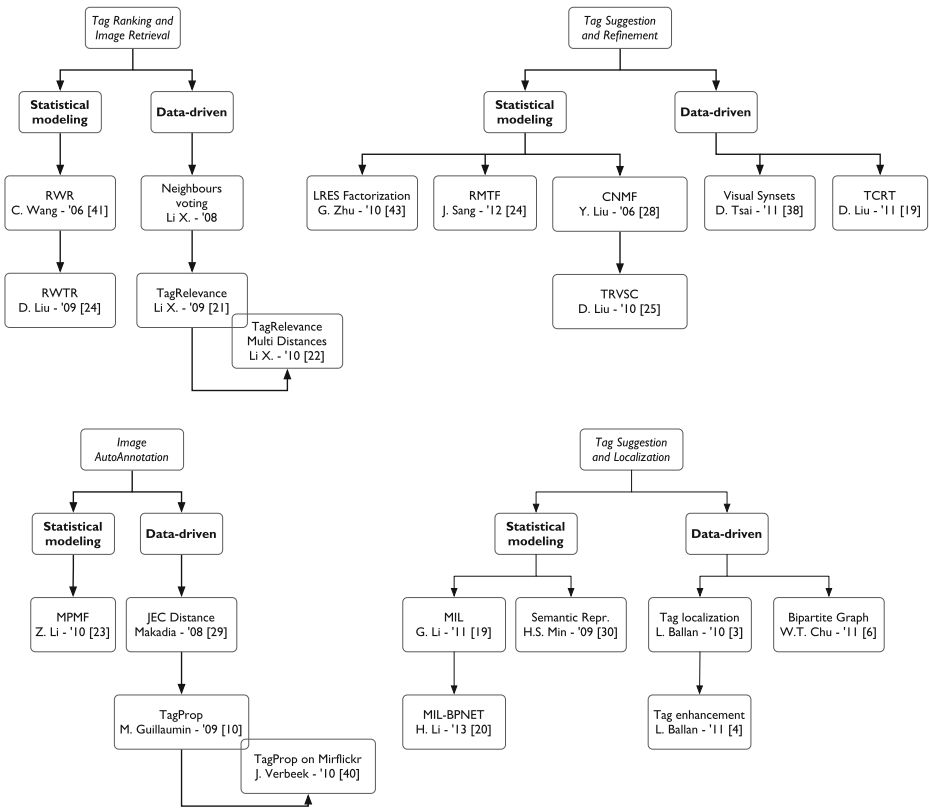 Tag Ranking and
Image Retrieval
Statistical
modeling
Data-driven
RWR
C. Wang - '06 [41]
Neighbours
voting
Li X. - '08
RWTR
D. Liu - '09 [24]
TagRelevance
Li X. - '09 [21]
TagRelevance
Multi Distances
Li X. - '10 [22]
Tag Suggestion
and Refinement
Statistical
modeling
Data-driven
LRES Factorization
G. Zhu - '10 [43]
RMTF
J. Sang - '12 [24]
CNMF
Y. Liu - '06 [28]
Visual Synsets
D. Tsai - '11 [38]
TCRT
D. Liu - '11 [19]
TRVSC
D. Liu - '10 [25]
Image
AutoAnnotation
Statistical
modeling
Data-driven
MPMF
Z. Li - '10 [23]
JEC Distance
Makadia - '08 [29]
TagProp
M. Guillaumin - '09 [10]
TagProp on Mirflickr
J. Verbeek - '10 [40]
Tag Suggestion
and Localization
Statistical
modeling
Data-driven
MIL
G. Li - '11 [19]
Semantic Repr.
H.S. Min - '09 [30]
Tag localization
L. Ballan - '10 [3]
Bipartite Graph
W.T. Chu - '11 [6]
MIL-BPNET
H. Li - '13 [20]
Tag enhancement
L. Ballan - '11 [4]